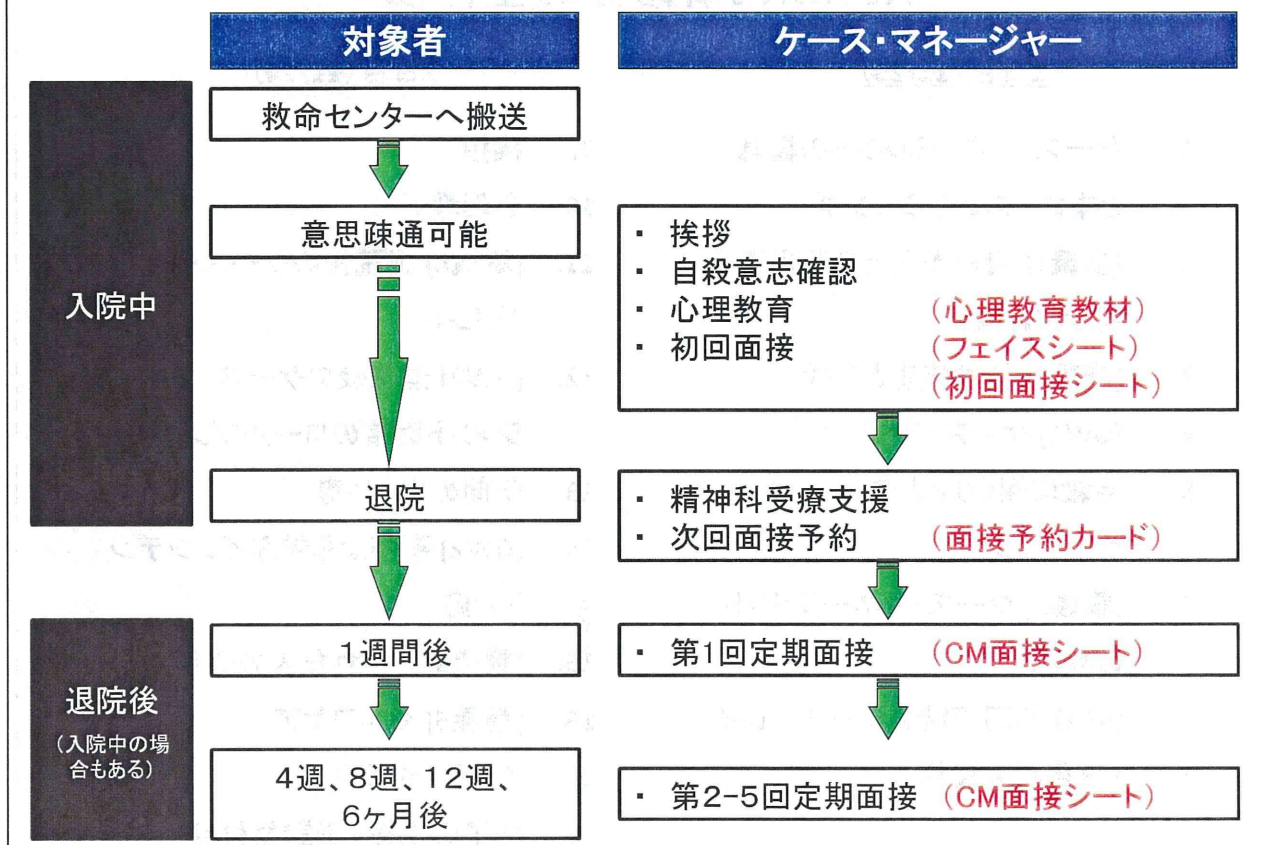 対象者
ケース・マネージャー
入院中
救命センターへ搬送
意思疎通可能
・ 挨拶
・ 自殺意志確認
・ 心理教育 (心理教育教材)
・ 初回面接 (フェイスシート)
(初回面接シート)
退院
・ 精神科受療支援
・ 次回面接予約 (面接予約カード)
退院後
(入院中の場
合もある)
1週間後
・ 第1回定期面接 (CM面接シート)
4週、8週、12週、
6ヶ月後
・ 第2-5回定期面接 (CM面接シート)